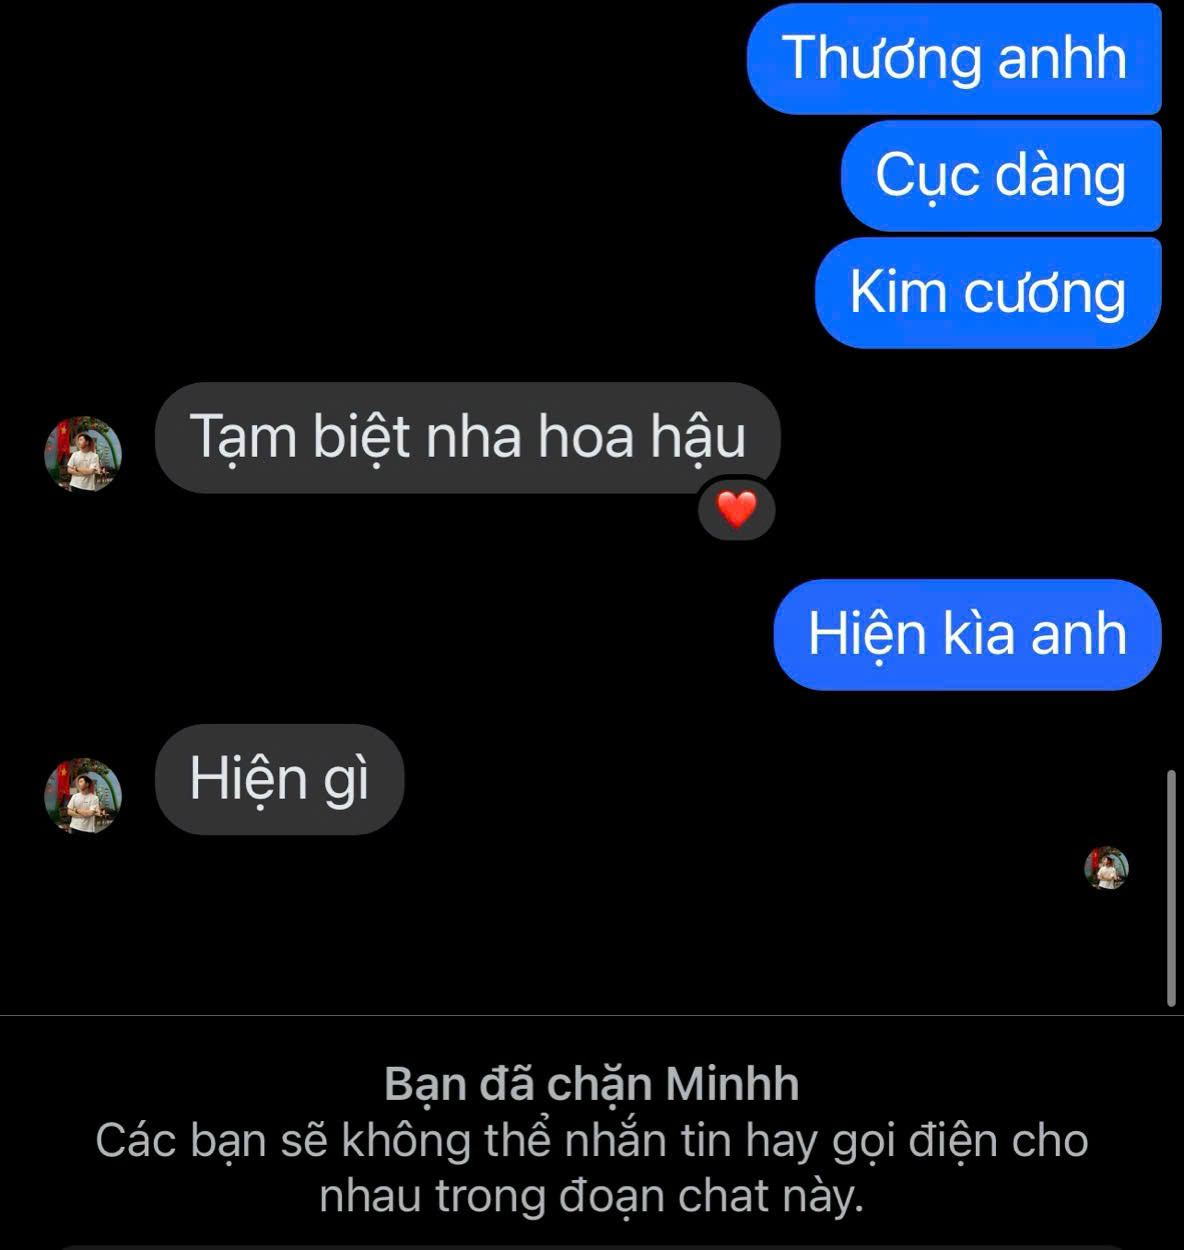 Thương anhh
Cục dàng
Kim cương
Tạm biệt nha hoa hậu
Hiện kìa anh
Hiện gì
Bạn đã chặn Minhh
Các bạn sẽ không thể nhắn tin hay gọi điện cho
nhau trong đoạn chat này.